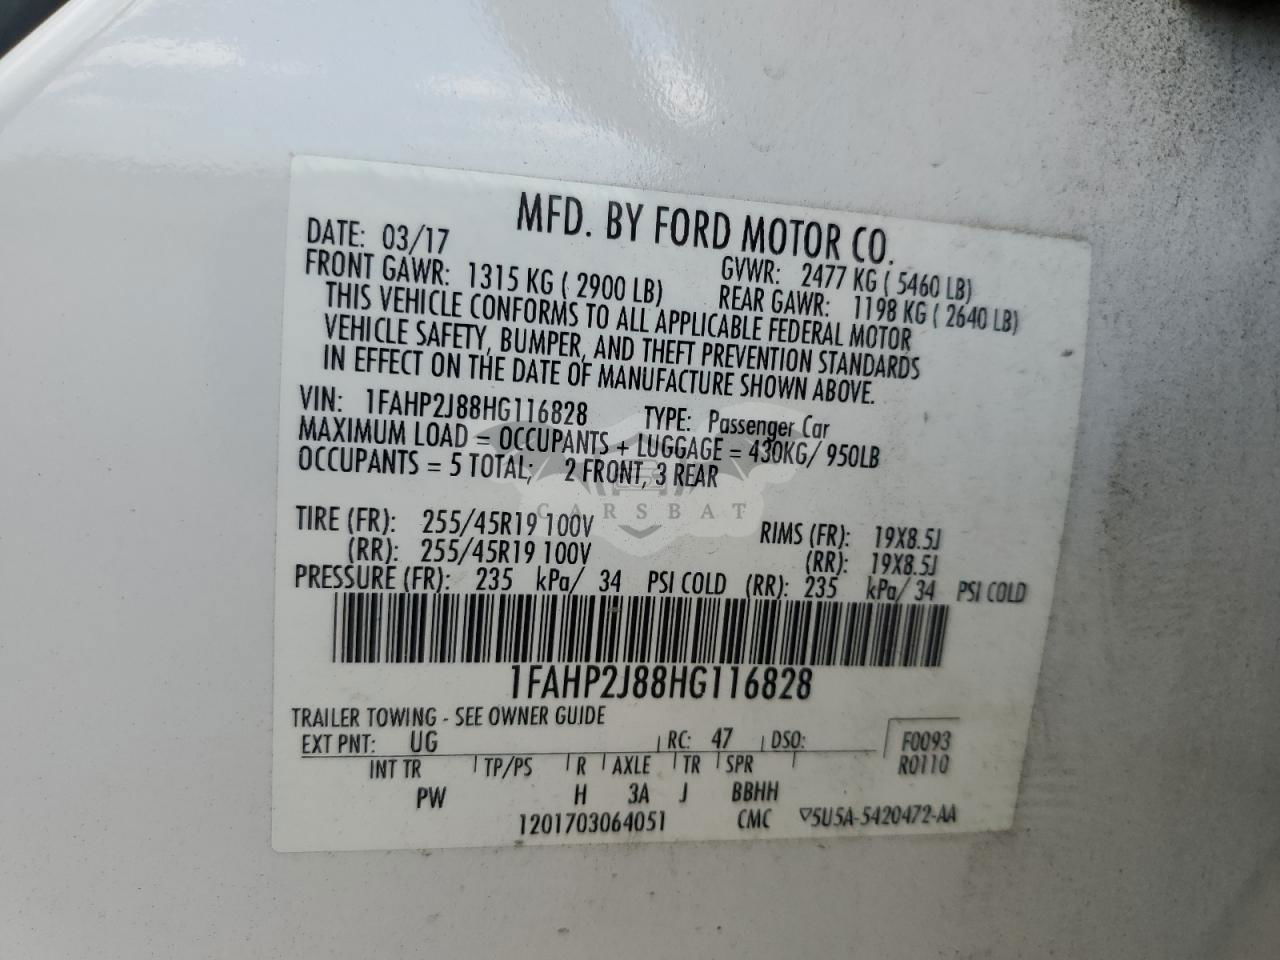 MFD. BY FORD MOTOR CO.
DATE: 03/17 GVWR: 2477 KG ( 5460 LB)
FRONT GAWR: 1315 KG ( 2900 LB) REAR GAWR: 1198 KG ( 2640 LB)
THIS VEHICLE CONFORMS TO ALL APPLICABLE FEDERAL MOTOR
VEHICLE SAFETY, BUMPER, AND THEFT PREVENTION STANDARDS
IN EFFECT ON THE DATE OF MANUFACTURE SHOWN ABOVE.
VIN: 1FAHP2J88HG116828 TYPE: Passenger Car
MAXIMUM LOAD = OCCUPANTS + LUGGAGE = 430KG/ 950LB
OCCUPANTS = 5 TOTAL; 2 FRONT, 3 REAR
CARSBAT
TIRE (FR): 255/45R19 100V RIMS (FR): 19X8.5J
(RR): 255/45R19 100V (RR): 19X8.5J
PRESSURE (FR): 235 kPa/ 34 PSI COLD (RR): 235 kPa/ 34 PSI COLD
1FAHP2J88HG116828
TRAILER TOWING - SEE OWNER GUIDE
EXT PNT: UG RC: 47 DSO: F0093
INT TR TP/PS R AXLE TR SPR R0110
PW H 3A J BBHH
1201703064051 CMC ▽5U5A-5420472-AA